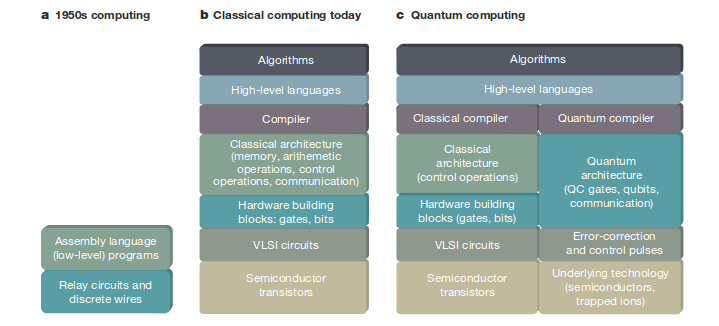 a 1950s computing
Assembly language
(low-level) programs
Relay circuits and
discrete wires
b Classical computing today
Algorithms
High-level languages
Compiler
Classical architecture
(memory, arithemetic
operations, control
operations, communication)
Hardware building
blocks: gates, bits
VLSI circuits
Semiconductor
transistors
c Quantum computing
Algorithms
High-level languages
Classical compiler
Quantum compiler
Classical
architecture
(control operations)
Quantum
architecture
(QC gates, qubits,
communication)
Hardware building
blocks (gates, bits)
VLSI circuits
Error-correction
and control pulses
Semiconductor
transistors
Underlying technology
(semiconductors,
trapped ions)